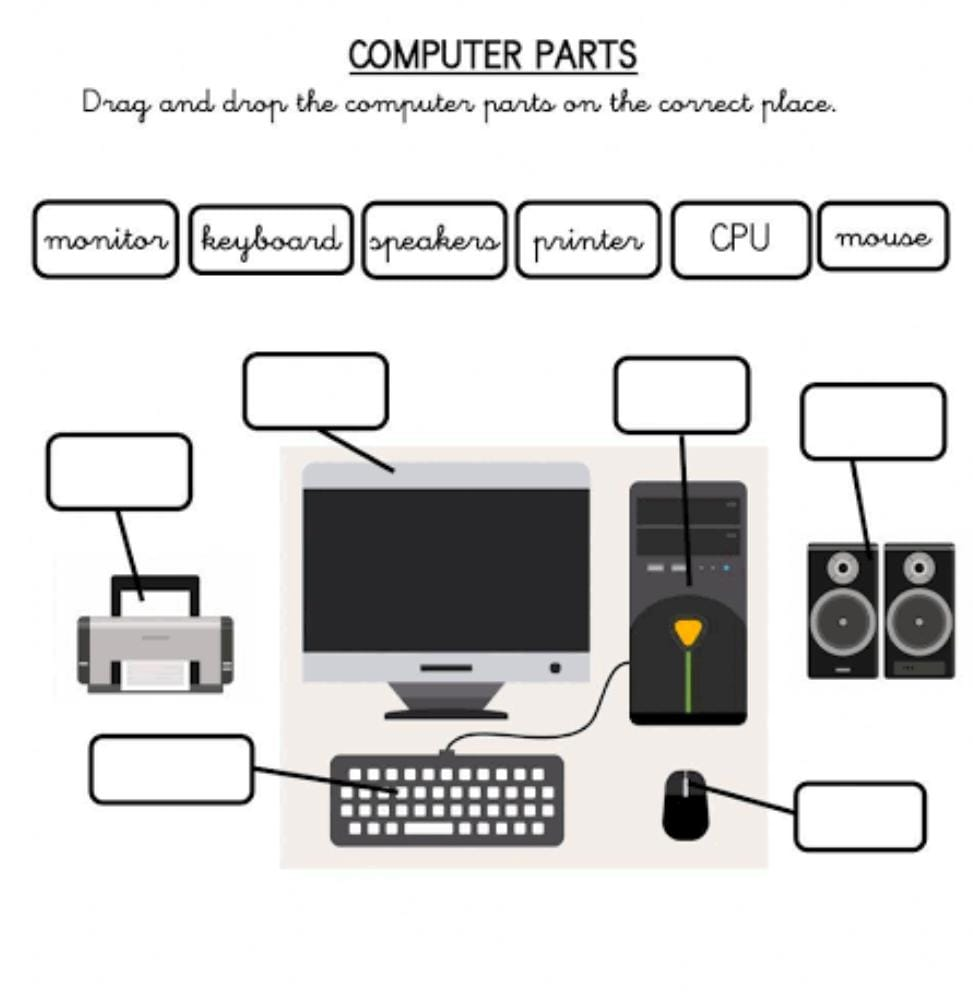 COMPUTER PARTS
Drag and drop the computer parts on the correct place.
monitor keyboard speakers printer CPU mouse